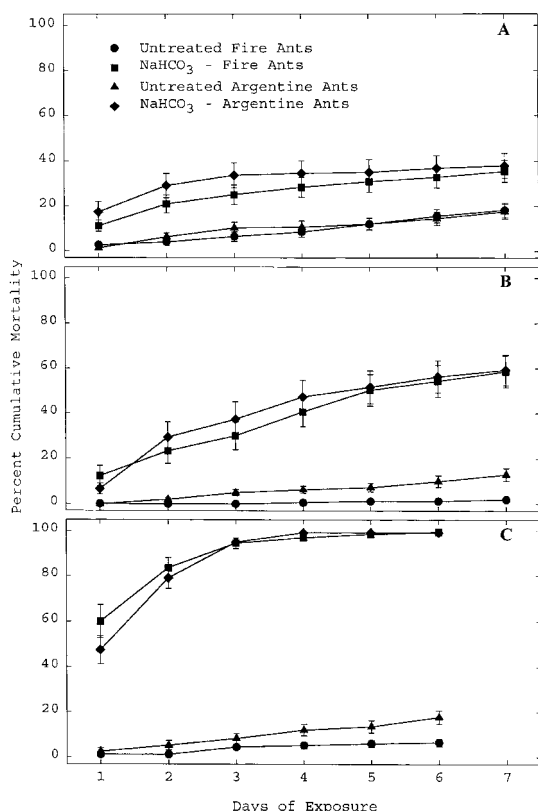 100
A
Untreated Fire Ants
NaHCO3 - Fire Ants
80
Untreated Argentine Ants
NaHCO3 - Argentine Ants
60
40
20
0
100
B
80
60
40
20
0
100
C
80
60
40
20
0
1 2 3 4 5 6 7
Percent Cumulative Mortality
Days of Exposure